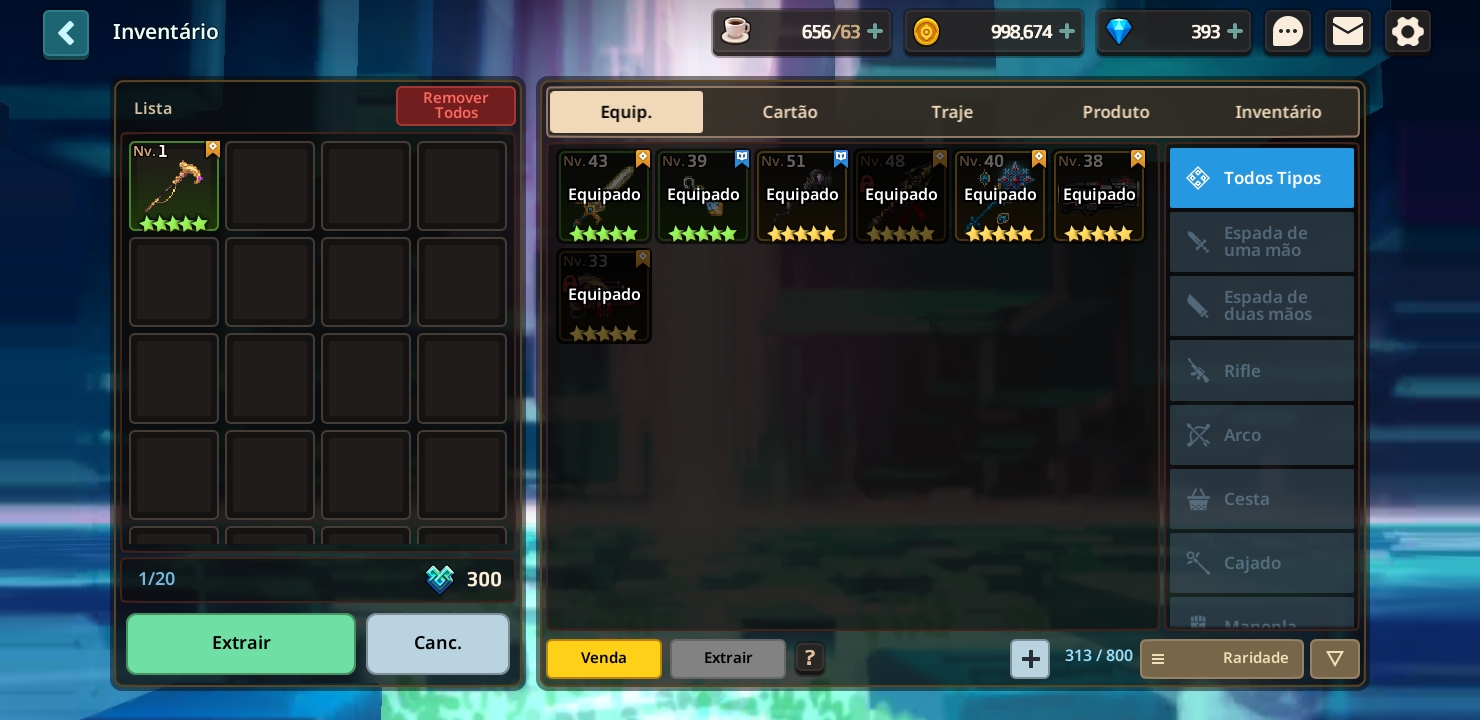 Inventário
656/63
998,674
393
Lista
Remover
Todos
Nv.1
1/20
300
Extrair
Canc.
Equip.
Cartão
Traje
Produto
Inventário
Nv.43
Equipado
Nv.39
Equipado
Nv.51
Equipado
Nv.48
Equipado
Nv.40
Equipado
Nv.38
Equipado
Nv.33
Equipado
Todos Tipos
Espada de
uma mão
Espada de
duas mãos
Rifle
Arco
Cesta
Cajado
Manopla
Venda
Extrair
?
313 / 800
Raridade